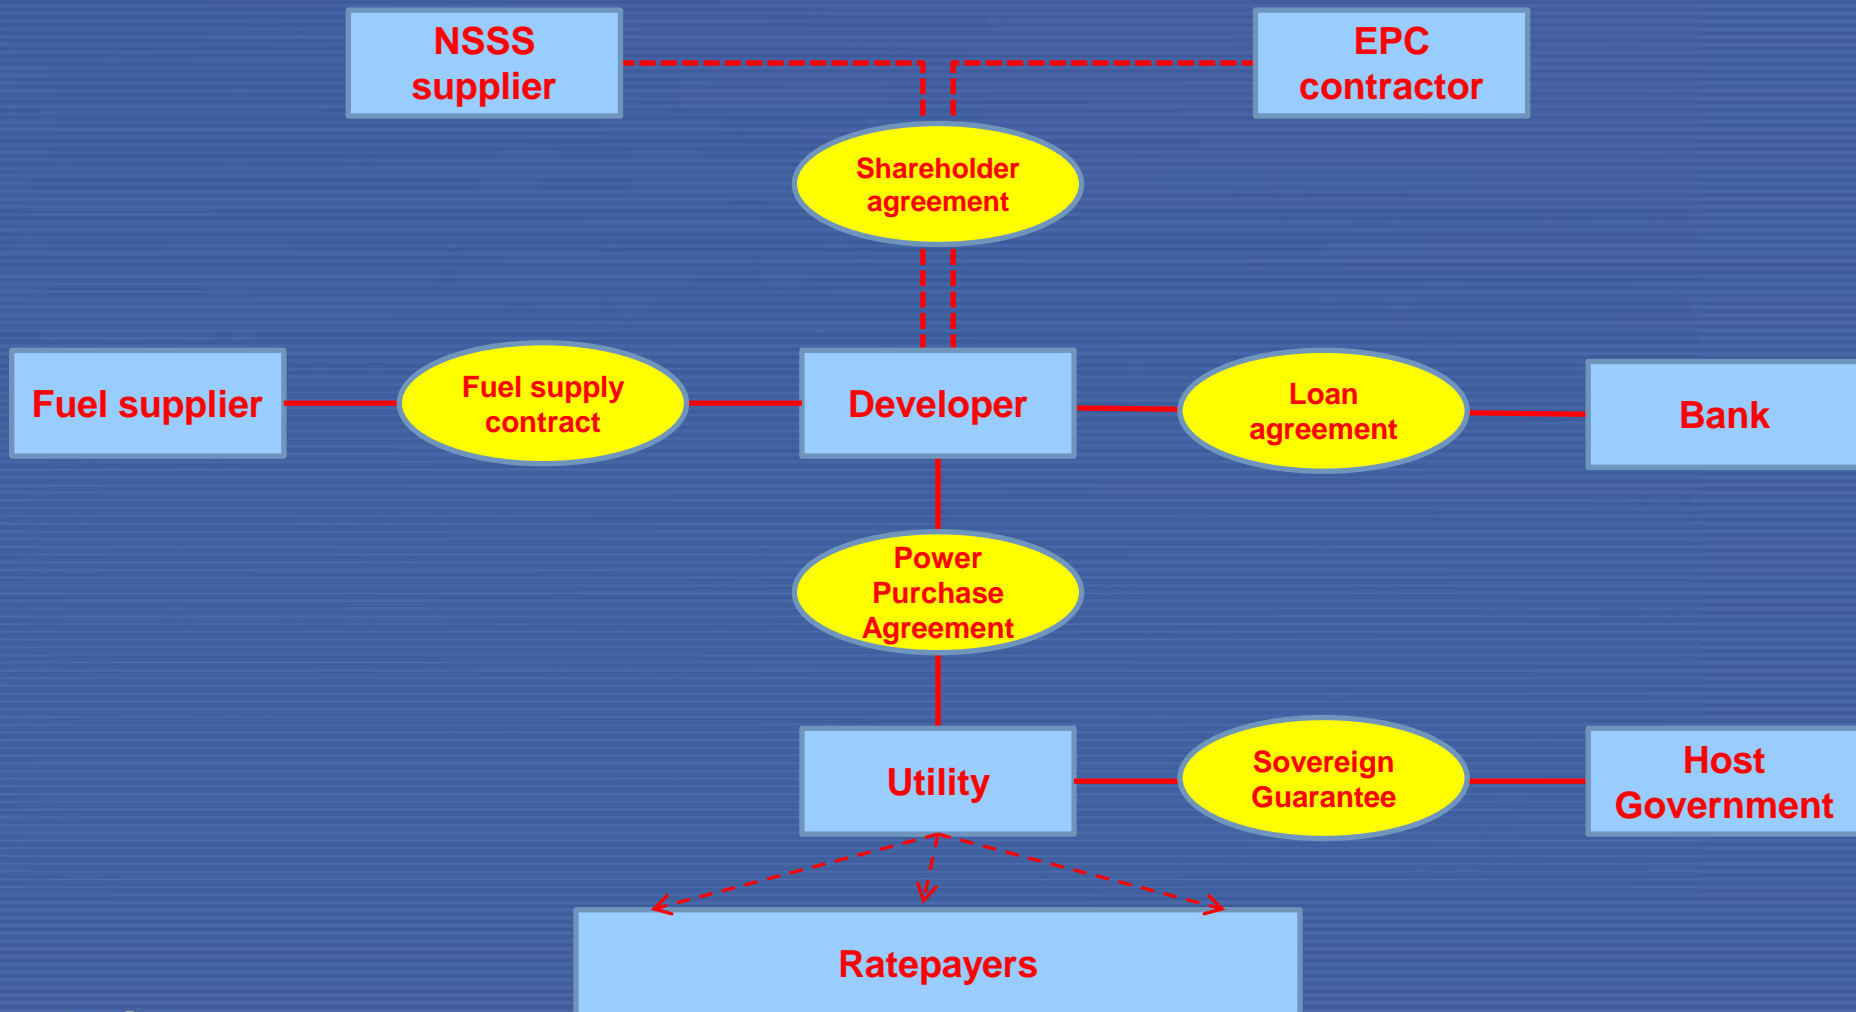 NSSS
supplier
EPC
contractor
Shareholder
agreement
Fuel supplier
Fuel supply
contract
Developer
Loan
agreement
Bank
Power
Purchase
Agreement
Utility
Sovereign
Guarantee
Host
Government
Ratepayers